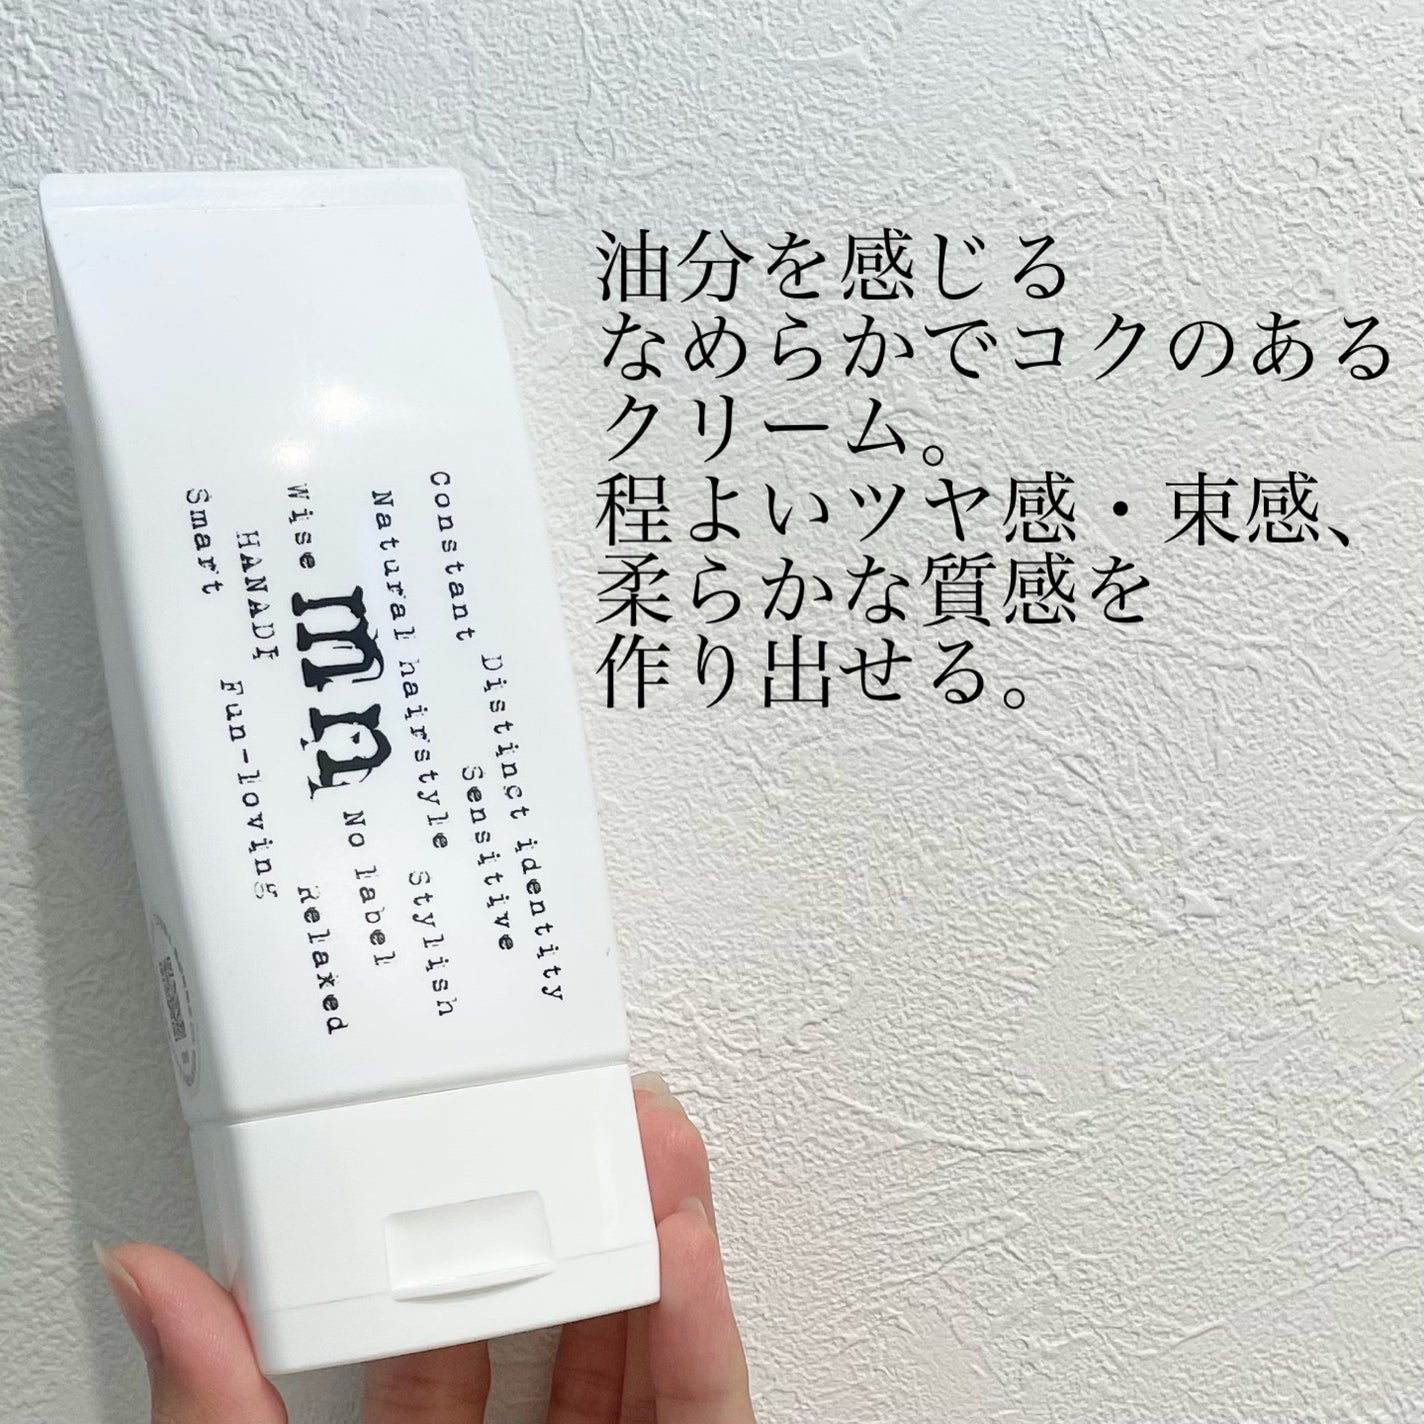 油分を感じる
なめらかでコクのある
クリーム。
程よいツヤ感・束感、
柔らかな質感を
作り出せる。
Constant Distinct identity
Natural hairstyle Sensitive
Stylish
Wise mm No label
HANADI Relaxed
Smart Fun-loving